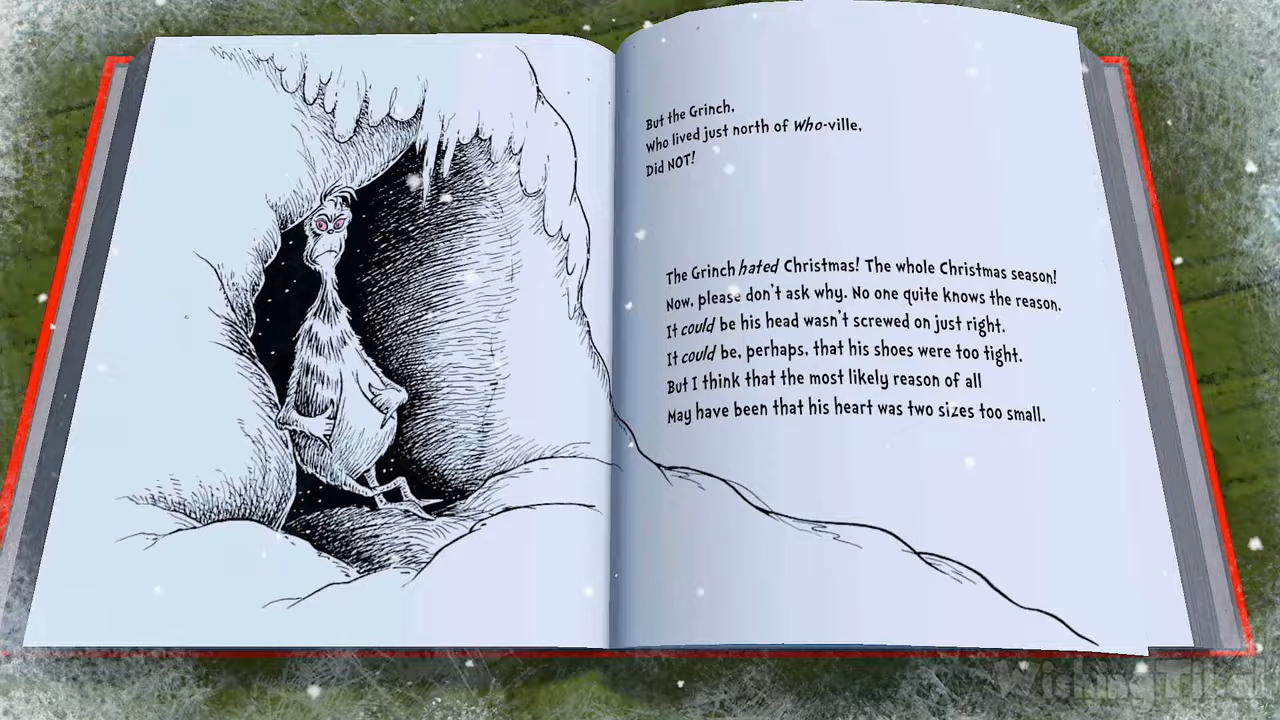 But the Grinch,
Who lived just north of Who-ville,
Did NOT!
The Grinch hated Christmas! The whole Christmas season!
Now, please don't ask why. No one quite knows the reason.
It could be his head wasn't screwed on just right.
It could be, perhaps, that his shoes were too tight.
But I think that the most likely reason of all
May have been that his heart was two sizes too small.